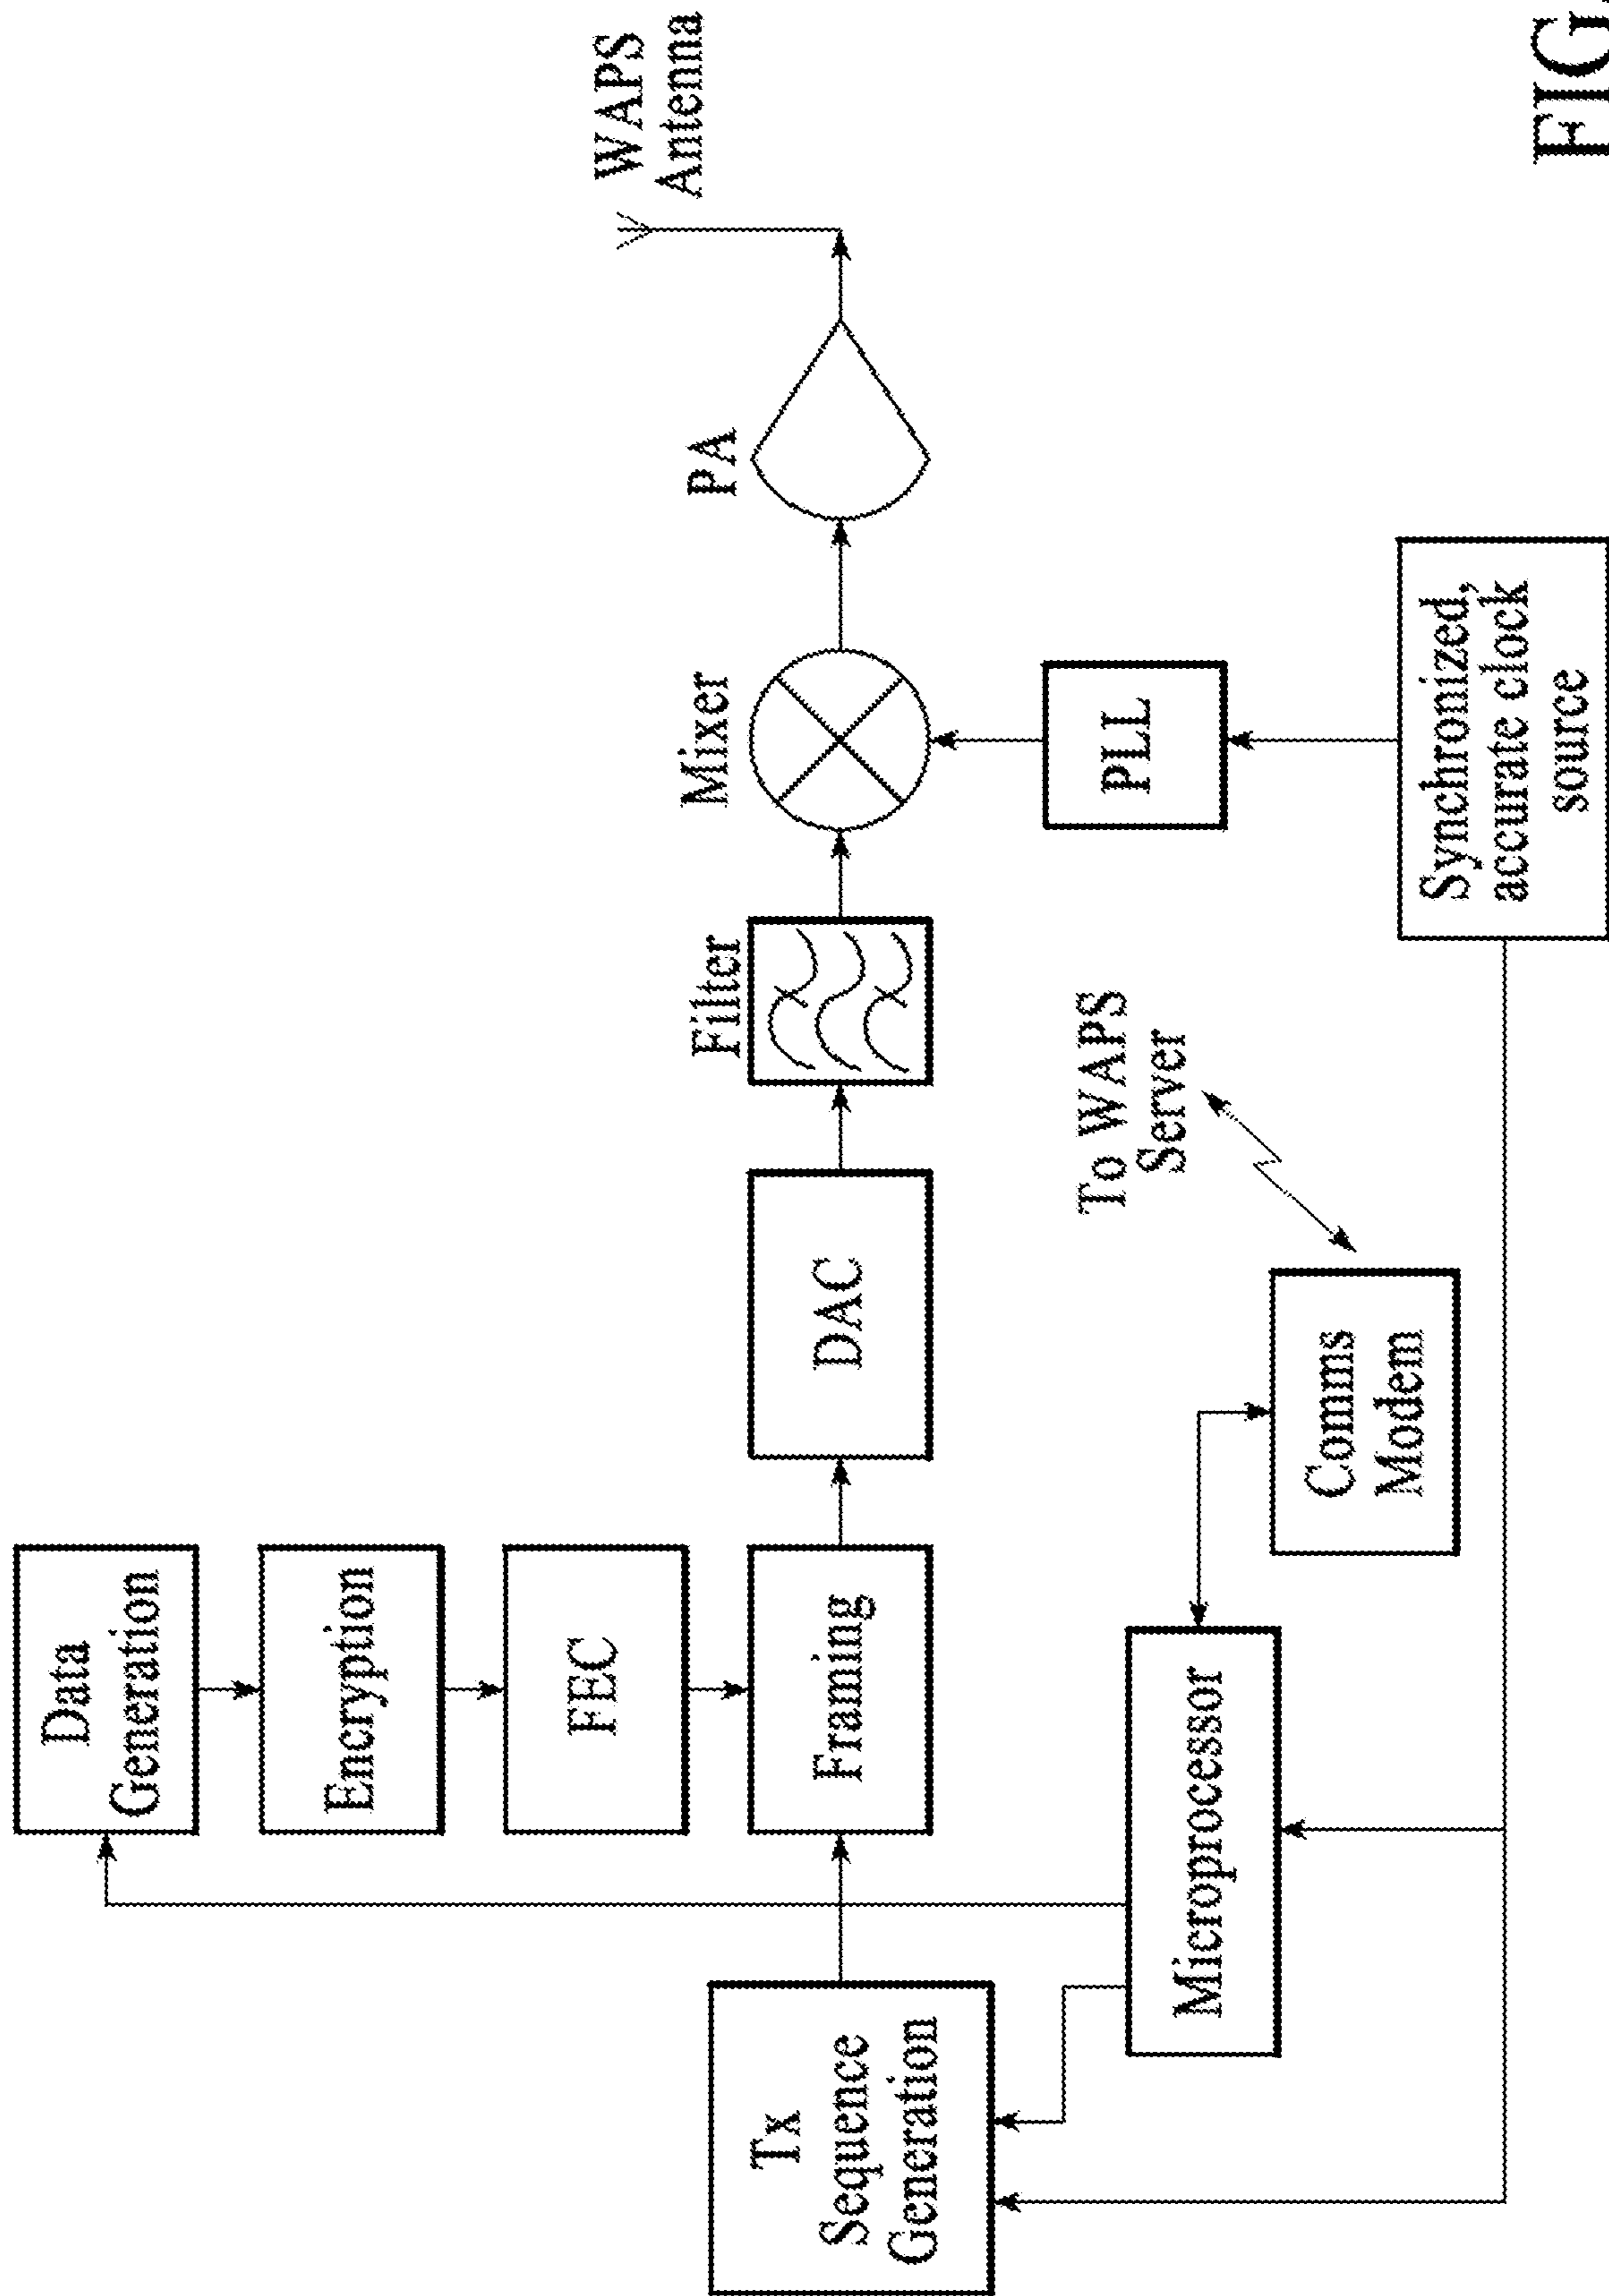 Data
Generation
Encryption
FEC
Framing
Tx
Sequence
Generation
DAC
Filter
Mixer
PA
WAPS
Antenna
PLL
Microprocessor
Comms
Modem
To WAPS
Server
Synchronized,
accurate clock
source
FIG.